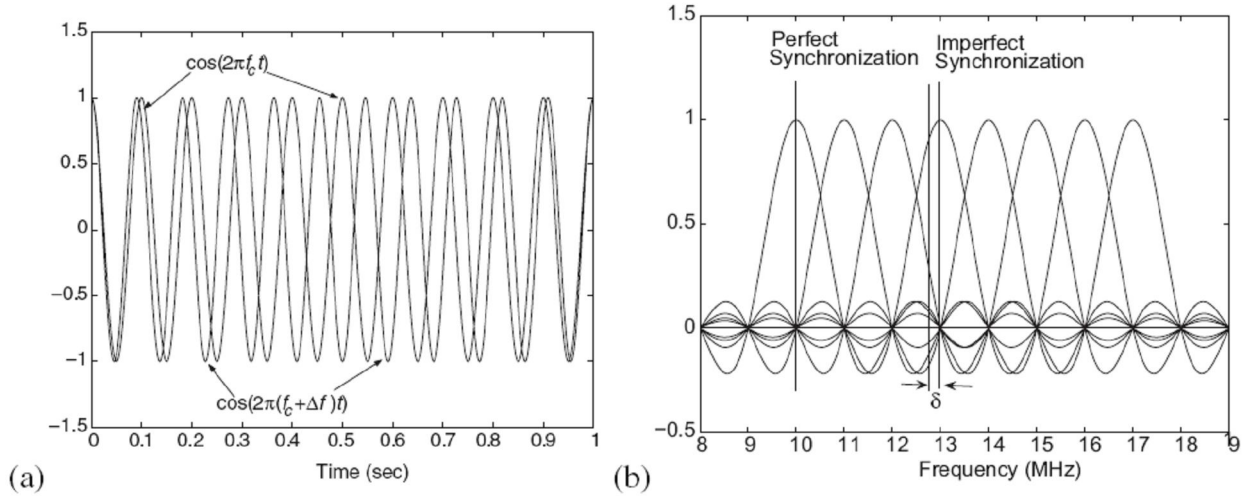 1.5
1
0.5
0
−0.5
−1
−1.5
cos(2πf_c t)
cos(2π(f_c+Δf)t)
0 0.1 0.2 0.3 0.4 0.5 0.6 0.7 0.8 0.9 1
Time (sec)
(a)
1.5
1
0.5
0
−0.5
Perfect
Synchronization
Imperfect
Synchronization
δ
8 9 10 11 12 13 14 15 16 17 18 9
Frequency (MHz)
(b)